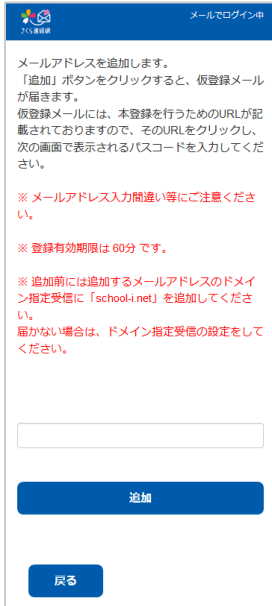 メールでログイン中
さくら連絡網
メールアドレスを追加します。
「追加」ボタンをクリックすると、仮登録メール
が届きます。
仮登録メールには、本登録を行うためのURLが記
載されておりますので、そのURLをクリックし、
次の画面で表示されるパスコードを入力してくだ
さい。
※ メールアドレス入力間違い等にご注意くださ
い。
※ 登録有効期限は 60分 です。
※ 追加前には追加するメールアドレスのドメイ
ン指定受信に「school-i.net」を追加してくださ
い。
届かない場合は、ドメイン指定受信の設定をして
ください。
追加
戻る